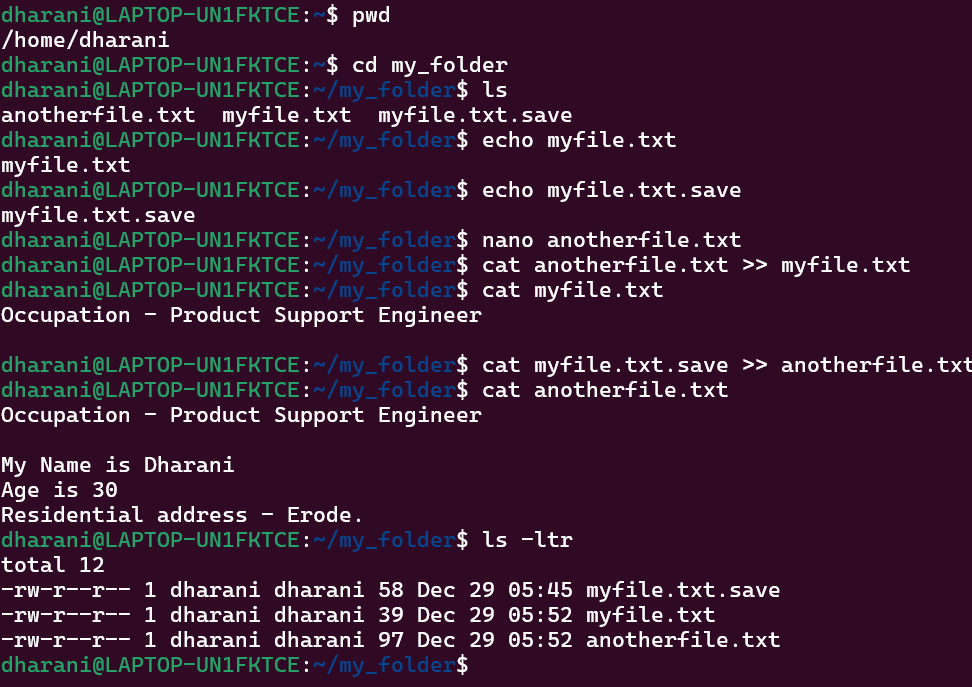 dharani@LAPTOP-UN1FKTCE:~$ pwd
/home/dharani
dharani@LAPTOP-UN1FKTCE:~$ cd my_folder
dharani@LAPTOP-UN1FKTCE:~/my_folder$ ls
anotherfile.txt  myfile.txt  myfile.txt.save
dharani@LAPTOP-UN1FKTCE:~/my_folder$ echo myfile.txt
myfile.txt
dharani@LAPTOP-UN1FKTCE:~/my_folder$ echo myfile.txt.save
myfile.txt.save
dharani@LAPTOP-UN1FKTCE:~/my_folder$ nano anotherfile.txt
dharani@LAPTOP-UN1FKTCE:~/my_folder$ cat anotherfile.txt >> myfile.txt
dharani@LAPTOP-UN1FKTCE:~/my_folder$ cat myfile.txt
Occupation - Product Support Engineer

dharani@LAPTOP-UN1FKTCE:~/my_folder$ cat myfile.txt.save >> anotherfile.txt
dharani@LAPTOP-UN1FKTCE:~/my_folder$ cat anotherfile.txt
Occupation - Product Support Engineer

My Name is Dharani
Age is 30
Residential address - Erode.
dharani@LAPTOP-UN1FKTCE:~/my_folder$ ls -ltr
total 12
-rw-r--r-- 1 dharani dharani 58 Dec 29 05:45 myfile.txt.save
-rw-r--r-- 1 dharani dharani 39 Dec 29 05:52 myfile.txt
-rw-r--r-- 1 dharani dharani 97 Dec 29 05:52 anotherfile.txt
dharani@LAPTOP-UN1FKTCE:~/my_folder$